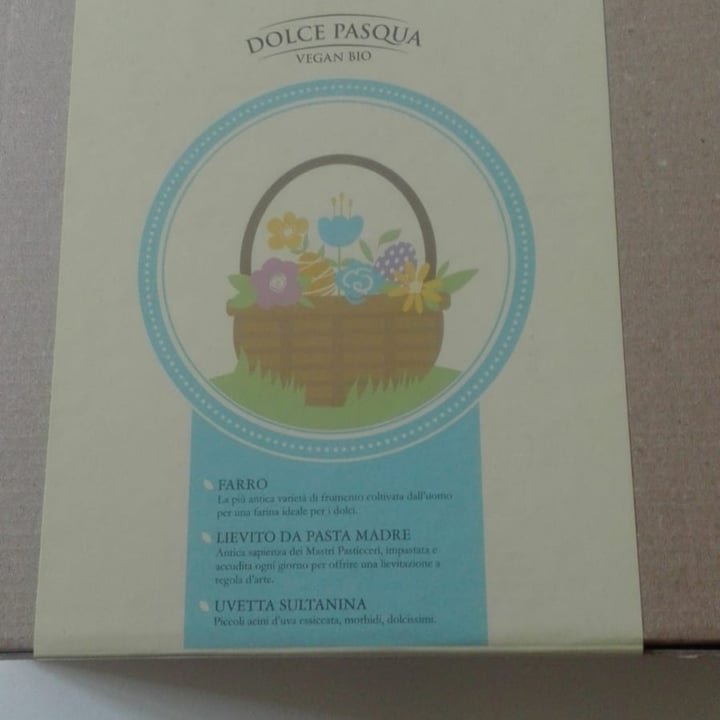 DOLCE PASQUA
VEGAN BIO
FARRO
La più antica varietà di frumento coltivata dall'uomo
per una farina ideale per i dolci.
LIEVITO DA PASTA MADRE
Antica sapienza dei Mastri Pasticceri, impastata e
accudita ogni giorno per offrire una lievitazione a
regola d'arte.
UVETTA SULTANINA
Piccoli acini d'uva essiccata, morbidi, dolcissimi.